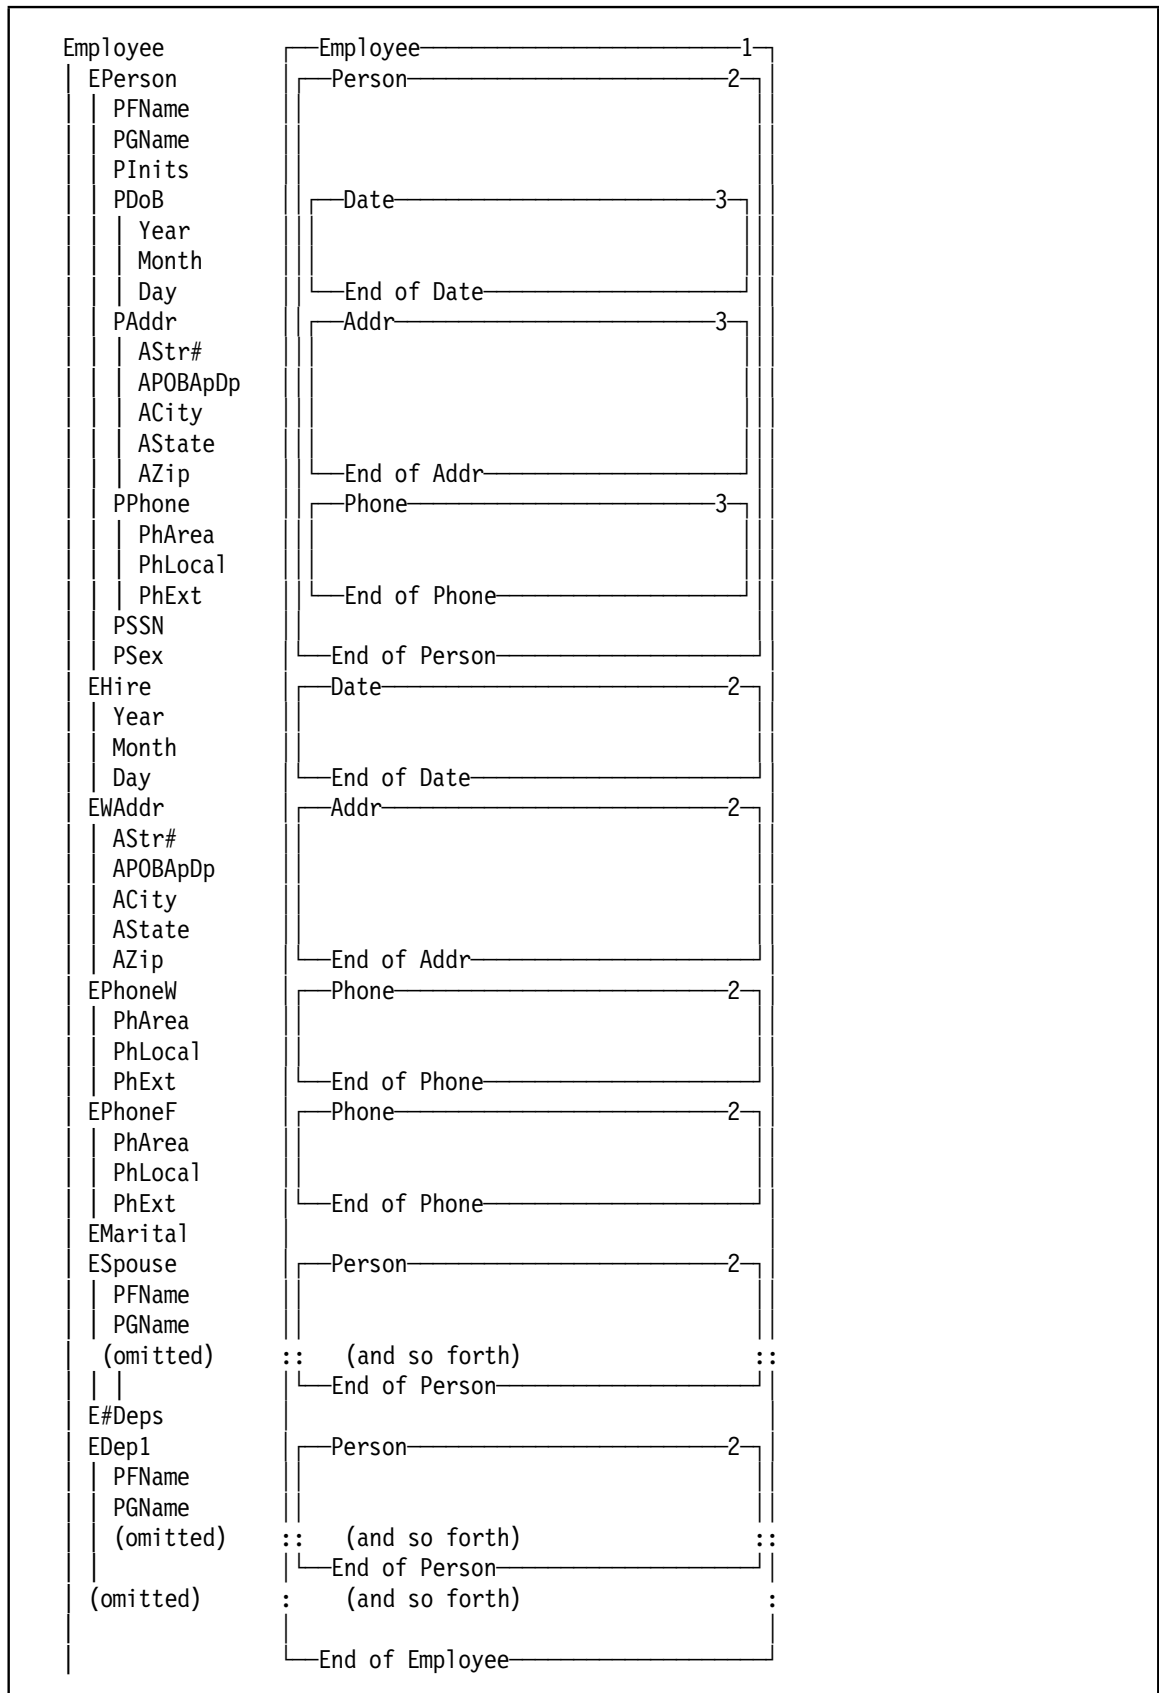 Employee Employee 1
EPerson Person 2
PFName
PGName
PInits
PDoB Date 3
Year
Month
Day End of Date
PAddr Addr 3
AStr#
APOBApDp
ACity
AState
AZip End of Addr
PPhone Phone 3
PhArea
PhLocal
PhExt End of Phone
PSSN
PSex End of Person
EHire Date 2
Year
Month
Day End of Date
EWAddr Addr 2
AStr#
APOBApDp
ACity
AState
AZip End of Addr
EPhoneW Phone 2
PhArea
PhLocal
PhExt End of Phone
EPhoneF Phone 2
PhArea
PhLocal
PhExt End of Phone
EMarital
ESpouse Person 2
PFName
PGName
(omitted) :: (and so forth) ::
End of Person
E#Deps
EDep1 Person 2
PFName
PGName
(omitted) :: (and so forth) ::
End of Person
(omitted) : (and so forth) :
End of Employee